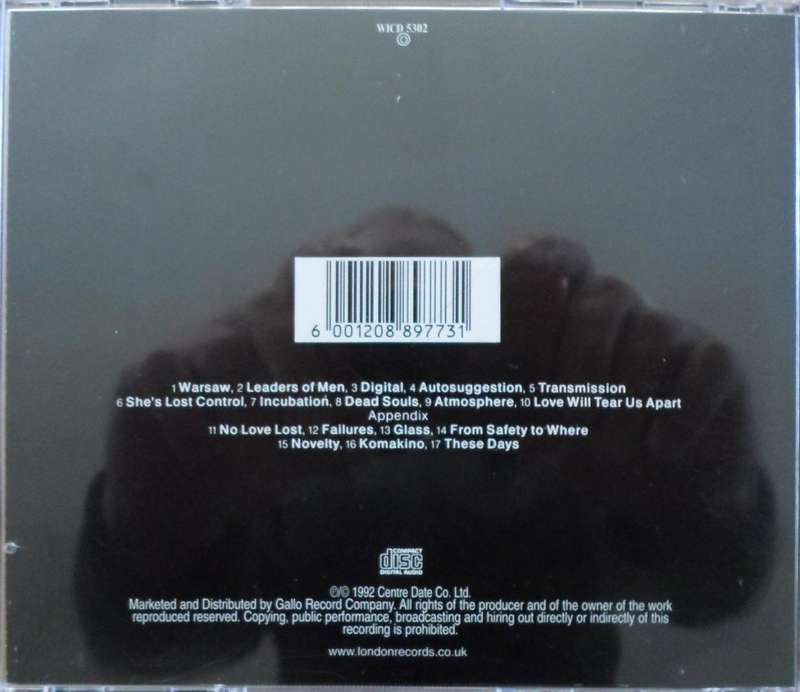 WICD 5302
©
6 001208 897731
1 Warsaw, 2 Leaders of Men, 3 Digital, 4 Autosuggestion, 5 Transmission
6 She's Lost Control, 7 Incubation, 8 Dead Souls, 9 Atmosphere, 10 Love Will Tear Us Apart
Appendix
11 No Love Lost, 12 Failures, 13 Glass, 14 From Safety to Where
15 Novelty, 16 Komakino, 17 These Days
COMPACT
disc
DIGITAL AUDIO
℗/© 1992 Centre Date Co. Ltd.
Marketed and Distributed by Gallo Record Company. All rights of the producer and of the owner of the work
reproduced reserved. Copying, public performance, broadcasting and hiring out directly or indirectly of this
recording is prohibited.
www.londonrecords.co.uk